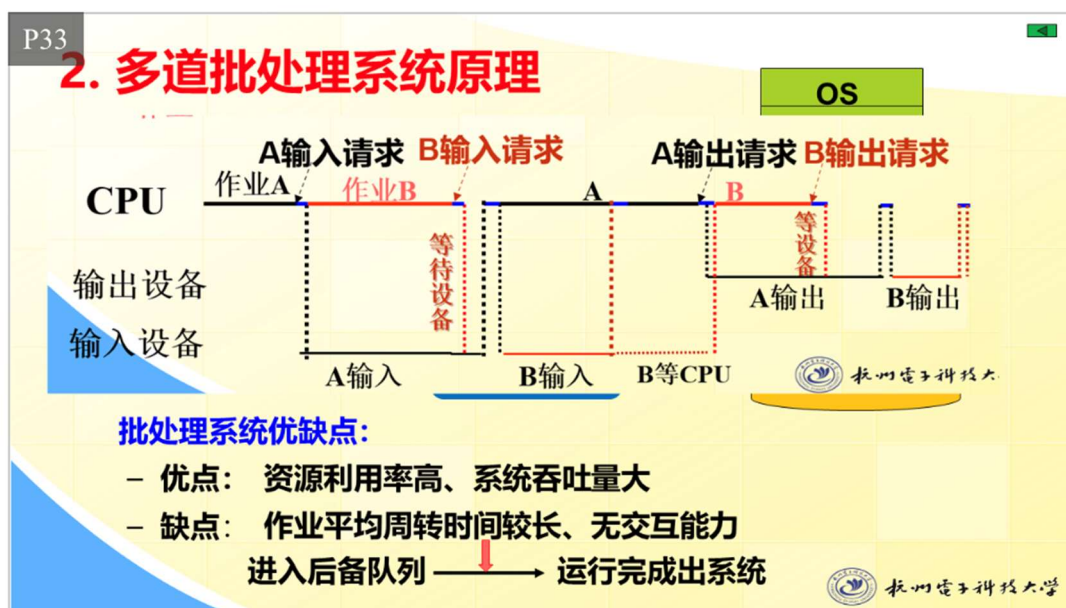 P33
2. 多道批处理系统原理
OS
A输入请求 B输入请求 A输出请求 B输出请求
CPU 作业A 作业B A B
等待设备
等设备
输出设备
A输出 B输出
输入设备
A输入 B输入 B等CPU
杭州电子科技大
批处理系统优缺点:
– 优点: 资源利用率高、系统吞吐量大
– 缺点: 作业平均周转时间较长、无交互能力
进入后备队列 运行完成出系统
杭州电子科技大学